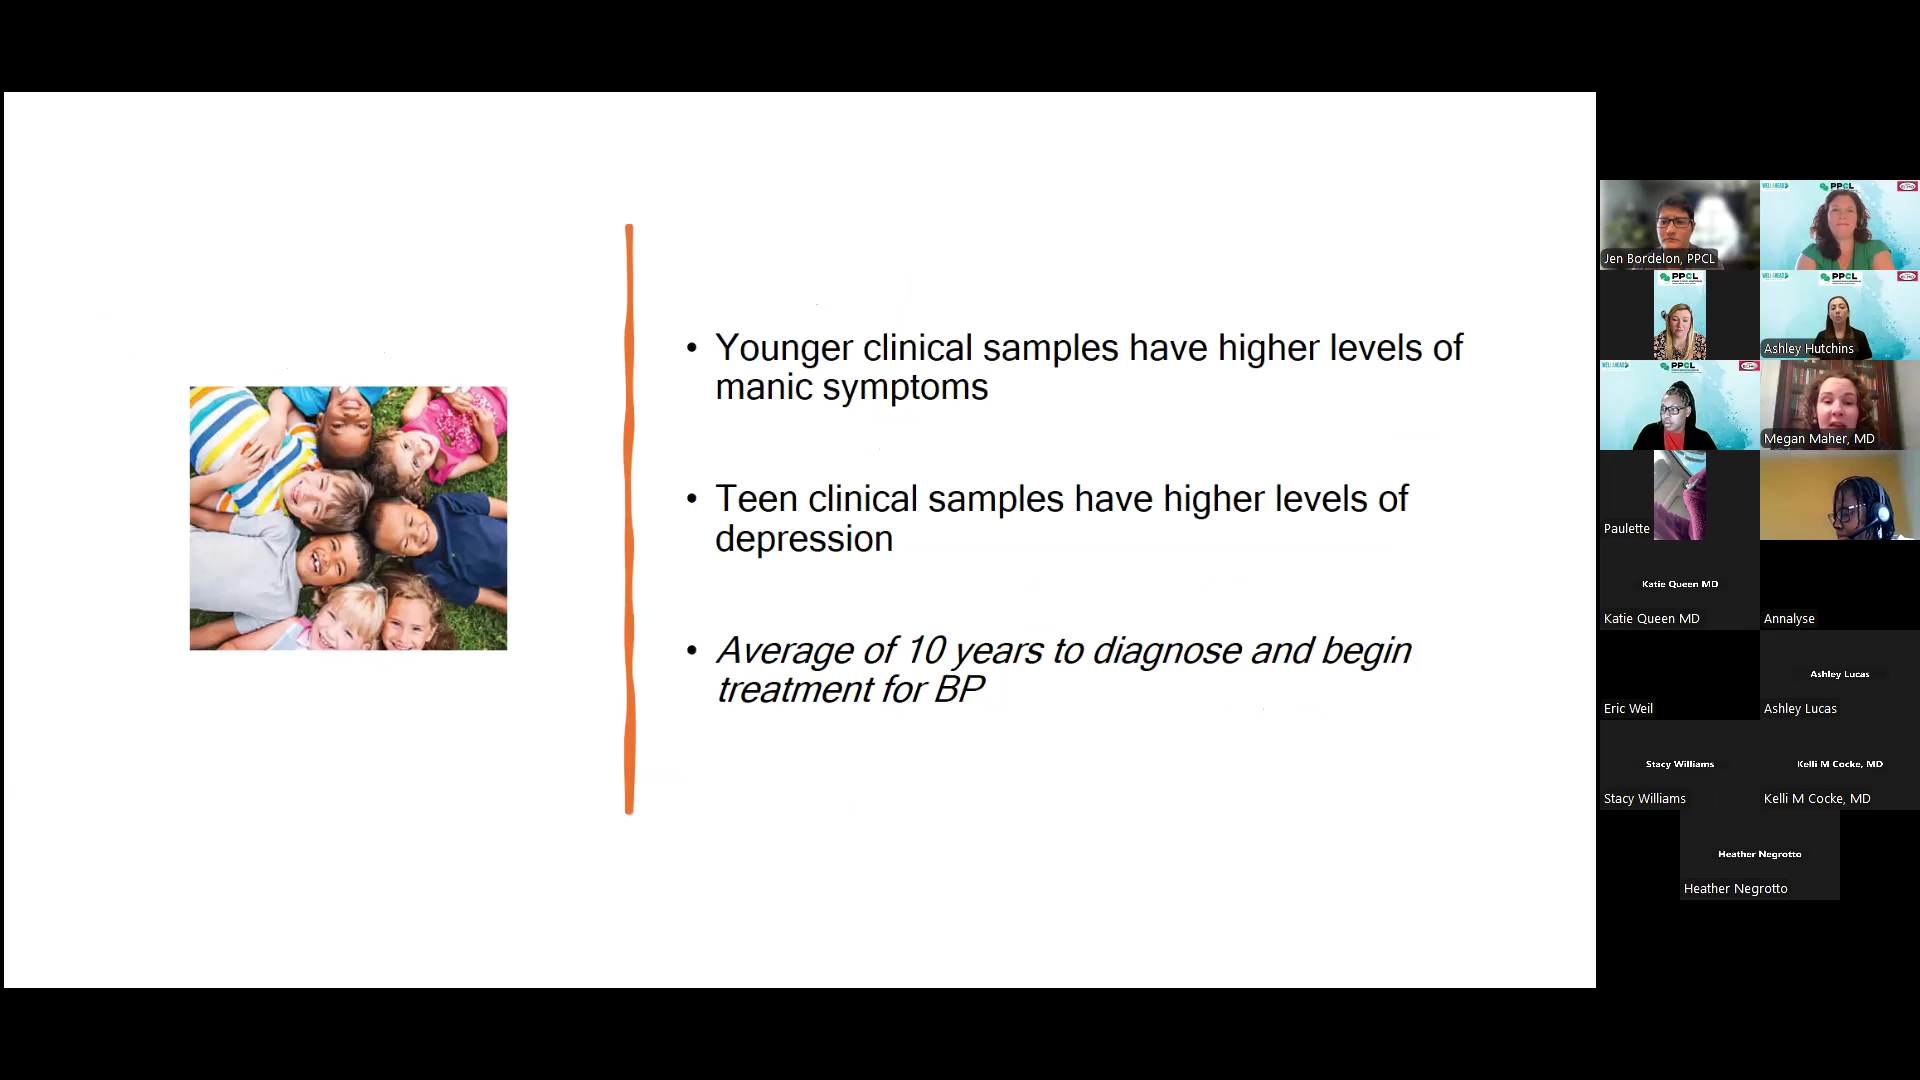 • Younger clinical samples have higher levels of
manic symptoms
• Teen clinical samples have higher levels of
depression
• Average of 10 years to diagnose and begin
treatment for BP
Jen Bordelon, PPCL
PPCL
PPCL
PPCL
Ashley Hutchins
PPCL
Megan Maher, MD
Paulette
Katie Queen MD
Katie Queen MD
Annalyse
Eric Weil
Ashley Lucas
Ashley Lucas
Stacy Williams
Stacy Williams
Kelli M Cocke, MD
Kelli M Cocke, MD
Heather Negrotto
Heather Negrotto